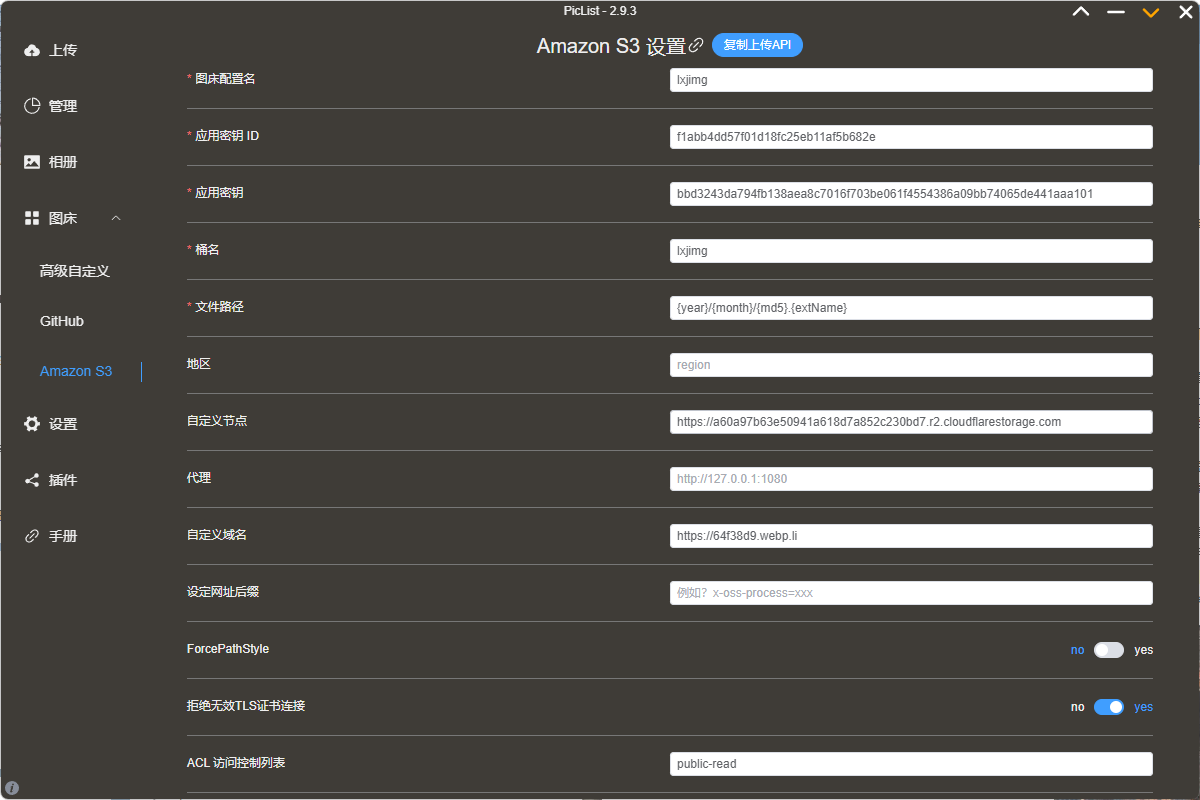 PicList - 2.9.3
Amazon S3 设置 复制上传API
上传
管理
相册
图床
高级自定义
GitHub
Amazon S3
设置
插件
手册
* 图床配置名 lxjimg
* 应用密钥 ID f1abb4dd57f01d18fc25eb11af5b682e
* 应用密钥 bbd3243da794fb138aea8c7016f703be061f4554386a09bb74065de441aaa101
* 桶名 lxjimg
* 文件路径 {year}/{month}/{md5}.{extName}
地区 region
自定义节点 https://a60a97b63e50941a618d7a852c230bd7.r2.cloudflarestorage.com
代理 http://127.0.0.1:1080
自定义域名 https://64f38d9.webp.li
设定网址后缀 例如？x-oss-process=xxx
ForcePathStyle no yes
拒绝无效TLS证书连接 no yes
ACL 访问控制列表 public-read